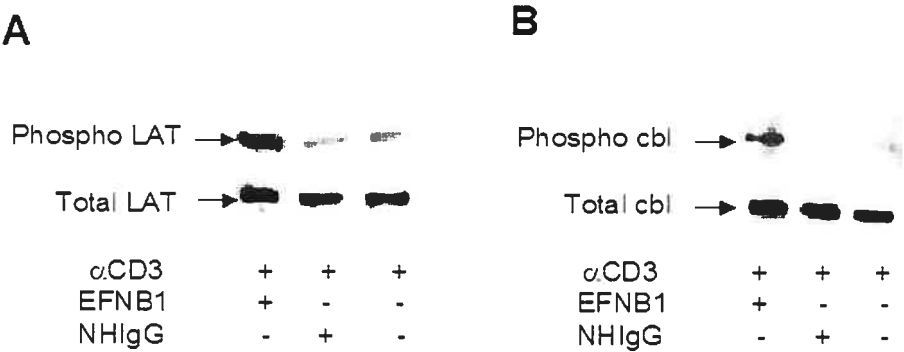 A
Phospho LAT
Total LAT
αCD3 + + +
EFNB1 + - -
NHIgG - + -
B
Phospho cbl
Total cbl
αCD3 + + +
EFNB1 + - -
NHIgG - + -